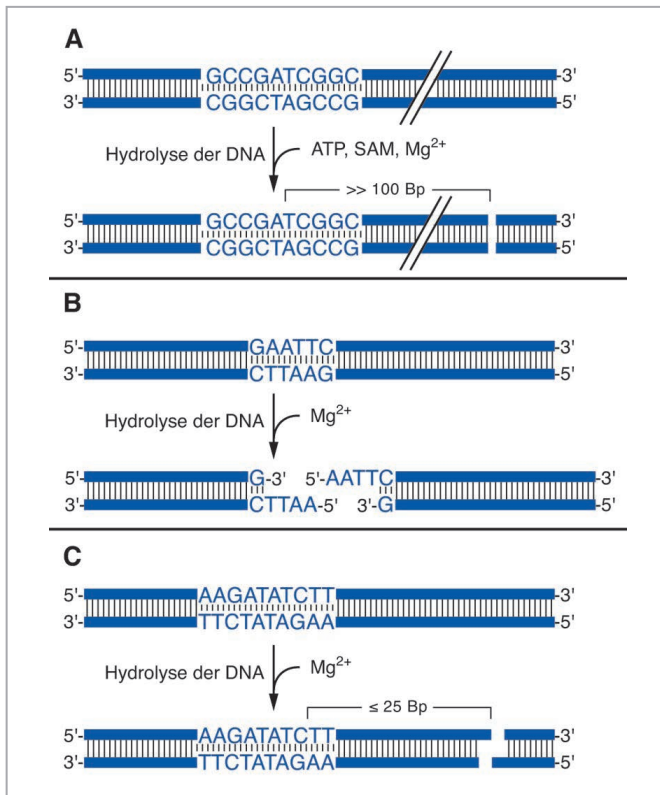 A
5'- GCCGATCGGC -3'
3'- CGGCTAGCCG -5'
Hydrolyse der DNA ATP, SAM, Mg²⁺
>> 100 Bp
5'- GCCGATCGGC -3'
3'- CGGCTAGCCG -5'
B
5'- GAATTC -3'
3'- CTTAAG -5'
Hydrolyse der DNA Mg²⁺
5'- G-3' 5'-AATTC -3'
3'- CTTAA-5' 3'-G -5'
C
5'- AAGATATCTT -3'
3'- TTCTATAGAA -5'
Hydrolyse der DNA Mg²⁺
≤ 25 Bp
5'- AAGATATCTT -3'
3'- TTCTATAGAA -5'